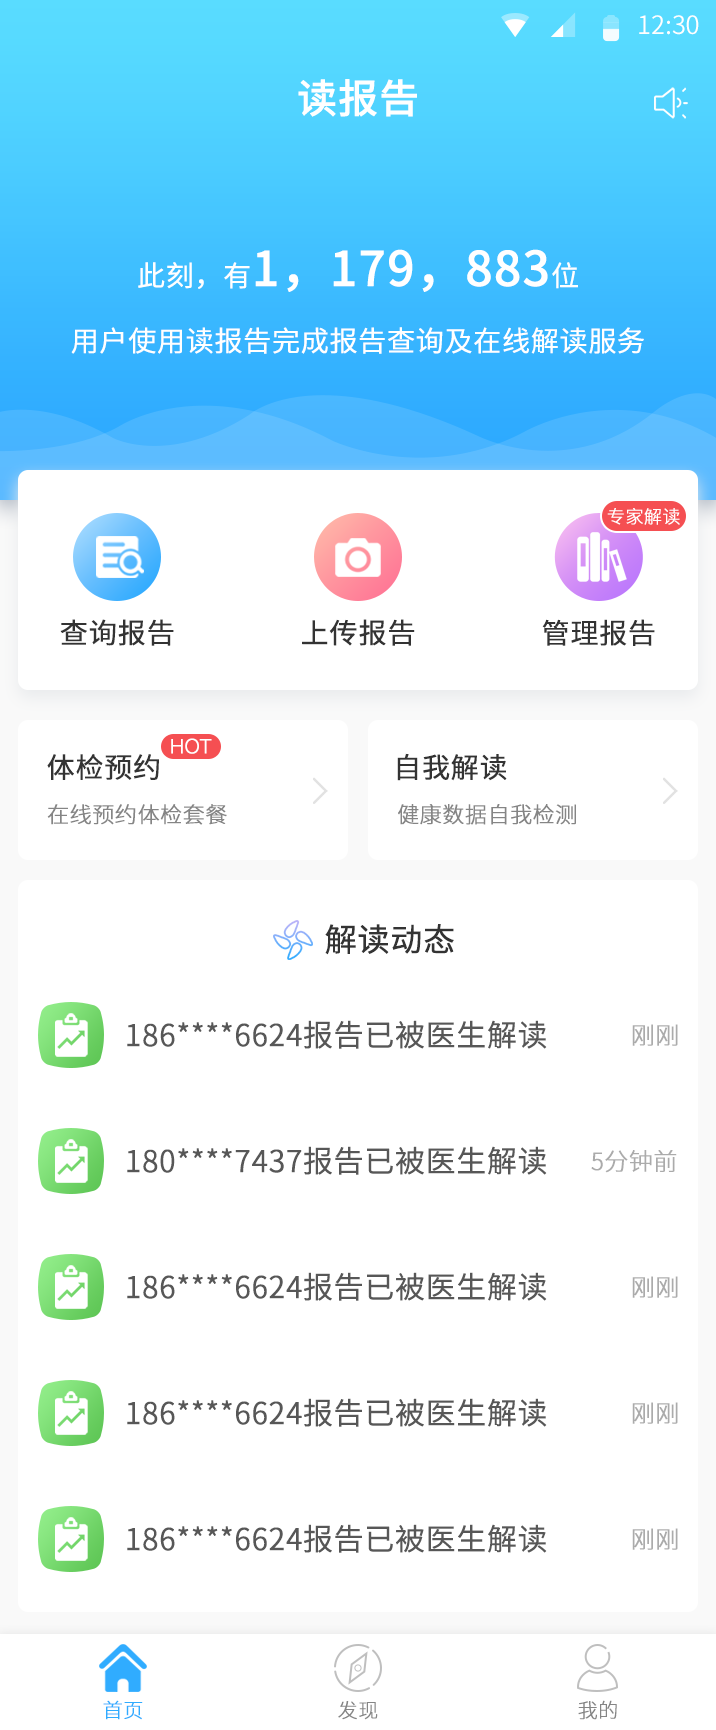 12:30
读报告
此刻，有1，179，883位
用户使用读报告完成报告查询及在线解读服务
专家解读
查询报告
上传报告
管理报告
体检预约
HOT
在线预约体检套餐
自我解读
健康数据自我检测
解读动态
186****6624报告已被医生解读 刚刚
180****7437报告已被医生解读 5分钟前
186****6624报告已被医生解读 刚刚
186****6624报告已被医生解读 刚刚
186****6624报告已被医生解读 刚刚
首页
发现
我的